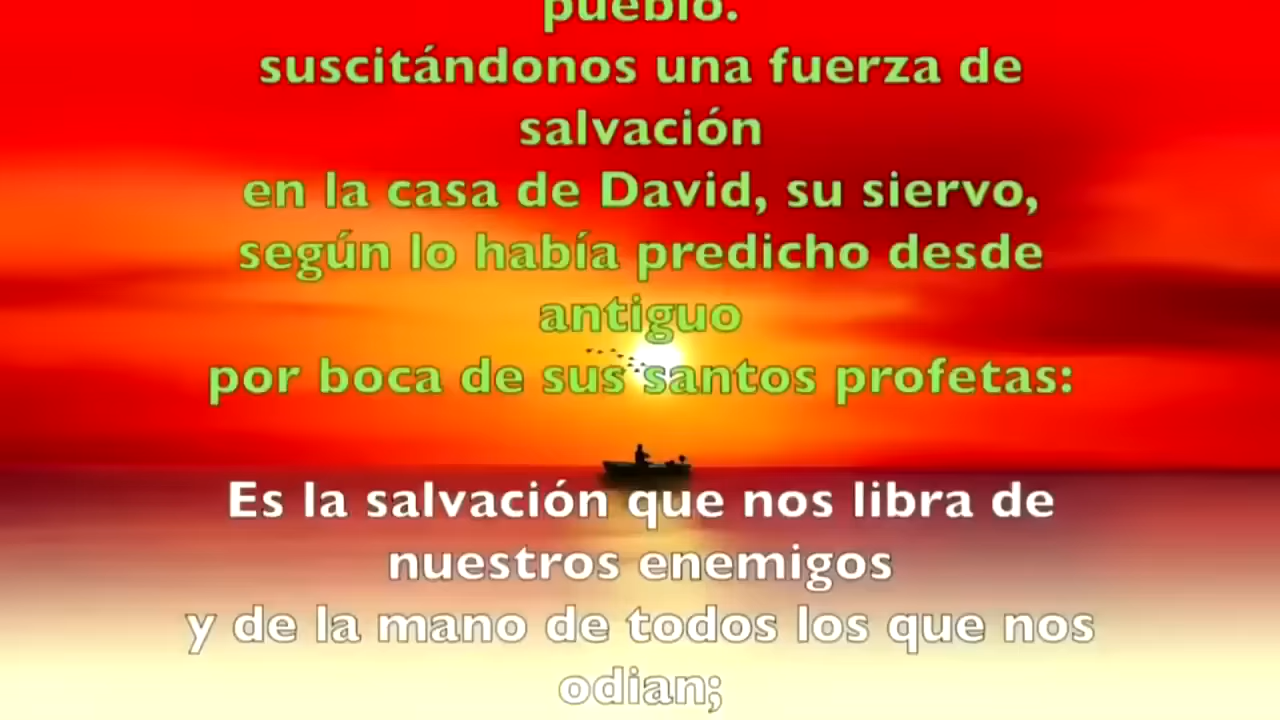 pueblo.
suscitándonos una fuerza de
salvación
en la casa de David, su siervo,
según lo había predicho desde
antiguo
por boca de sus santos profetas:
Es la salvación que nos libra de
nuestros enemigos
y de la mano de todos los que nos
odian;